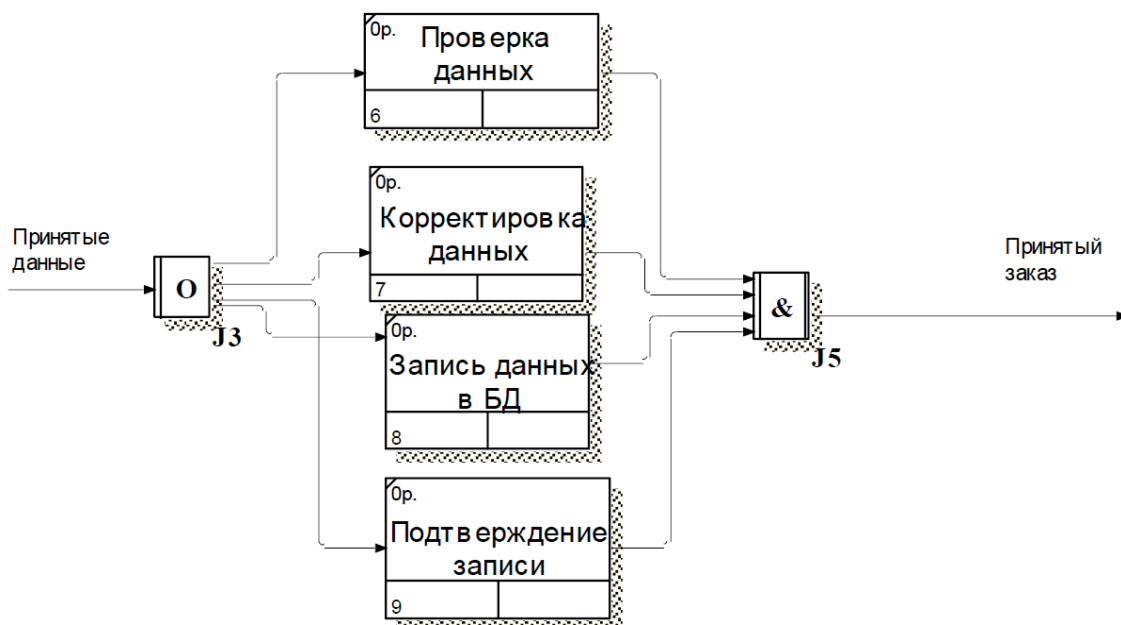 0р.
Проверка
данных
6
0р.
Корректировка
данных
7
Принятые
данные
O
J3
0р.
Запись данных
в БД
8
0р.
Подтверждение
записи
9
&
J5
Принятый
заказ